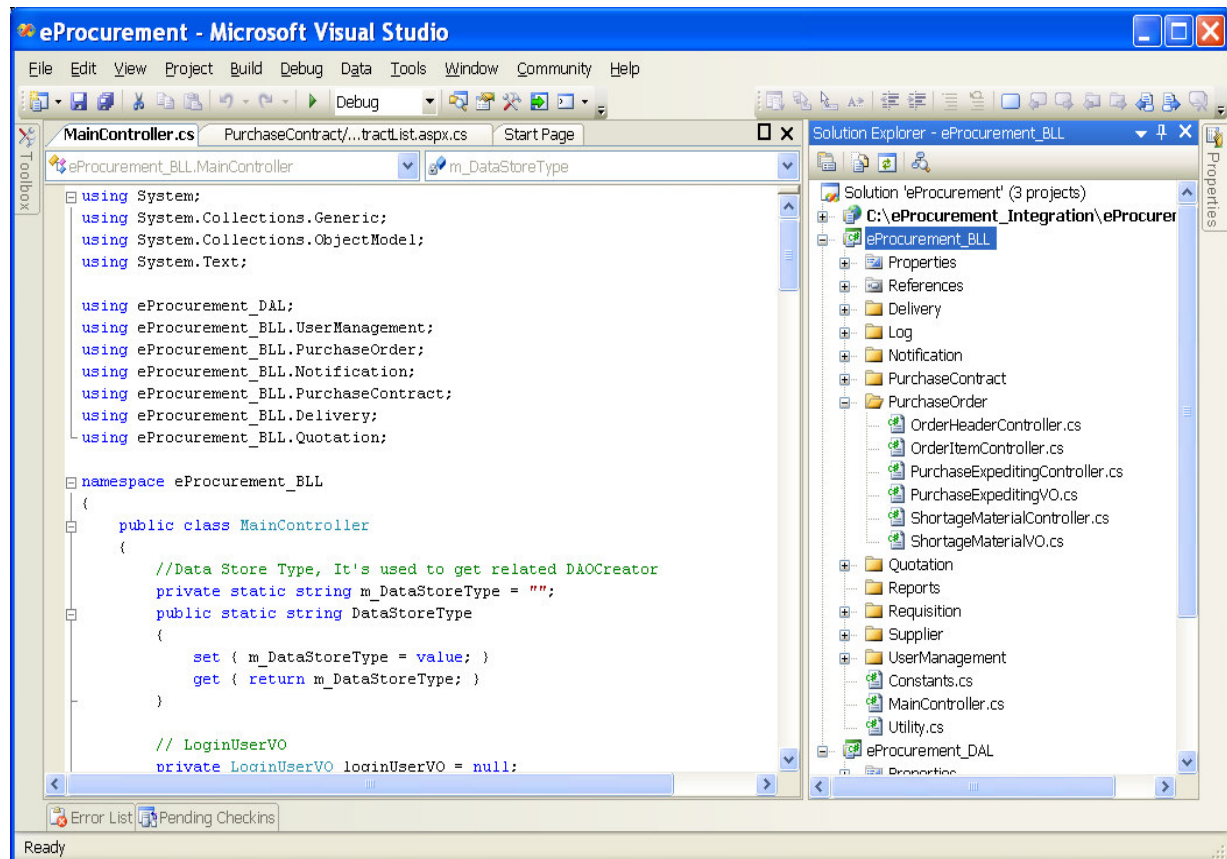 eProcurement - Microsoft Visual Studio
File Edit View Project Build Debug Data Tools Window Community Help
Debug
Toolbox
MainController.cs PurchaseContract/...tractList.aspx.cs Start Page
eProcurement_BLL.MainController m_DataStoreType
using System;
using System.Collections.Generic;
using System.Collections.ObjectModel;
using System.Text;
using eProcurement_DAL;
using eProcurement_BLL.UserManagement;
using eProcurement_BLL.PurchaseOrder;
using eProcurement_BLL.Notification;
using eProcurement_BLL.PurchaseContract;
using eProcurement_BLL.Delivery;
using eProcurement_BLL.Quotation;
namespace eProcurement_BLL
{
public class MainController
{
//Data Store Type, It's used to get related DAOCreator
private static string m_DataStoreType = "";
public static string DataStoreType
{
set { m_DataStoreType = value; }
get { return m_DataStoreType; }
}
// LoginUserVO
private LoginUserVO loginUserVO = null;
Solution Explorer - eProcurement_BLL
Solution 'eProcurement' (3 projects)
C:\eProcurement_Integration\eProcurer
eProcurement_BLL
Properties
References
Delivery
Log
Notification
PurchaseContract
PurchaseOrder
OrderHeaderController.cs
OrderItemController.cs
PurchaseExpeditingController.cs
PurchaseExpeditingVO.cs
ShortageMaterialController.cs
ShortageMaterialVO.cs
Quotation
Reports
Requisition
Supplier
UserManagement
Constants.cs
MainController.cs
Utility.cs
eProcurement_DAL
Properties
Properties
Error List Pending Checkins
Ready